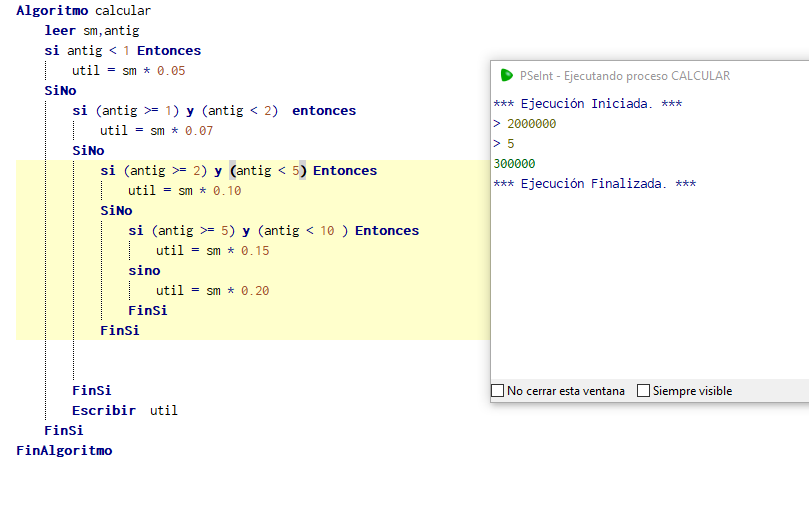 Algoritmo calcular
leer sm,antig
si antig < 1 Entonces
util = sm * 0.05
SiNo
si (antig >= 1) y (antig < 2) entonces
util = sm * 0.07
SiNo
si (antig >= 2) y (antig < 5) Entonces
util = sm * 0.10
SiNo
si (antig >= 5) y (antig < 10 ) Entonces
util = sm * 0.15
sino
util = sm * 0.20
FinSi
FinSi
FinSi
Escribir util
FinSi
FinAlgoritmo
PSeInt - Ejecutando proceso CALCULAR
*** Ejecución Iniciada. ***
> 2000000
> 5
300000
*** Ejecución Finalizada. ***
No cerrar esta ventana Siempre visible